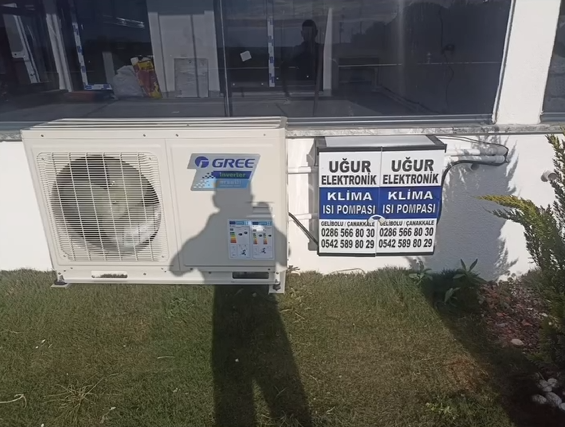 GREE
Inverter
UĞUR
ELEKTRONİK
KLİMA
ISI POMPASI
GELİBOLU / ÇANAKKALE
0286 566 80 30
0542 589 80 29
UĞUR
ELEKTRONİK
KLİMA
ISI POMPASI
GELİBOLU / ÇANAKKALE
0286 566 80 30
0542 589 80 29